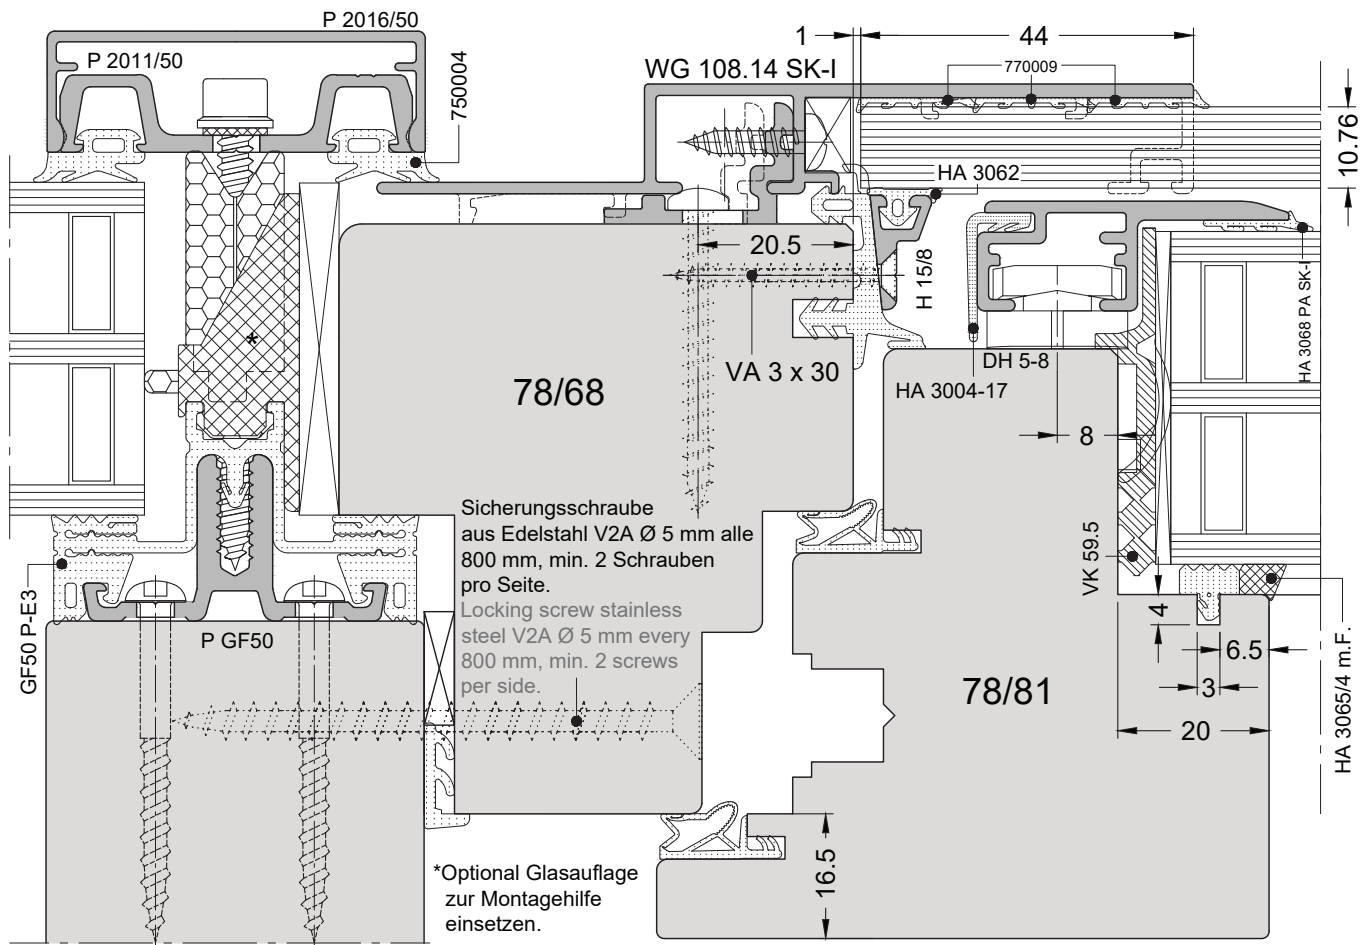 P 2016/50
P 2011/50
750004
WG 108.14 SK-I
1
44
770009
10.76
HA 3062
20.5
H 15/8
HA 3068 PA SK-I
VA 3 x 30
DH 5-8
HA 3004-17
*
78/68
8
Sicherungsschraube
aus Edelstahl V2A Ø 5 mm alle
800 mm, min. 2 Schrauben
pro Seite.
Locking screw stainless
steel V2A Ø 5 mm every
800 mm, min. 2 screws
per side.
VK 59.5
GF50 P-E3
P GF50
4
6.5
3
20
HA 3065/4 m.F.
78/81
16.5
*Optional Glasauflage
zur Montagehilfe
einsetzen.